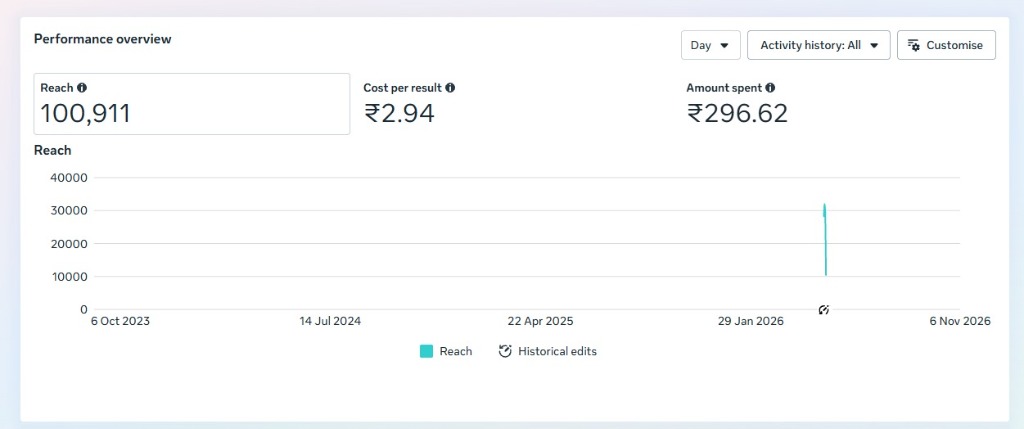 Performance overview
Day
Activity history: All
Customise
Reach
100,911
Cost per result
₹2.94
Amount spent
₹296.62
Reach
40000
30000
20000
10000
0
6 Oct 2023
14 Jul 2024
22 Apr 2025
29 Jan 2026
6 Nov 2026
Reach
Historical edits